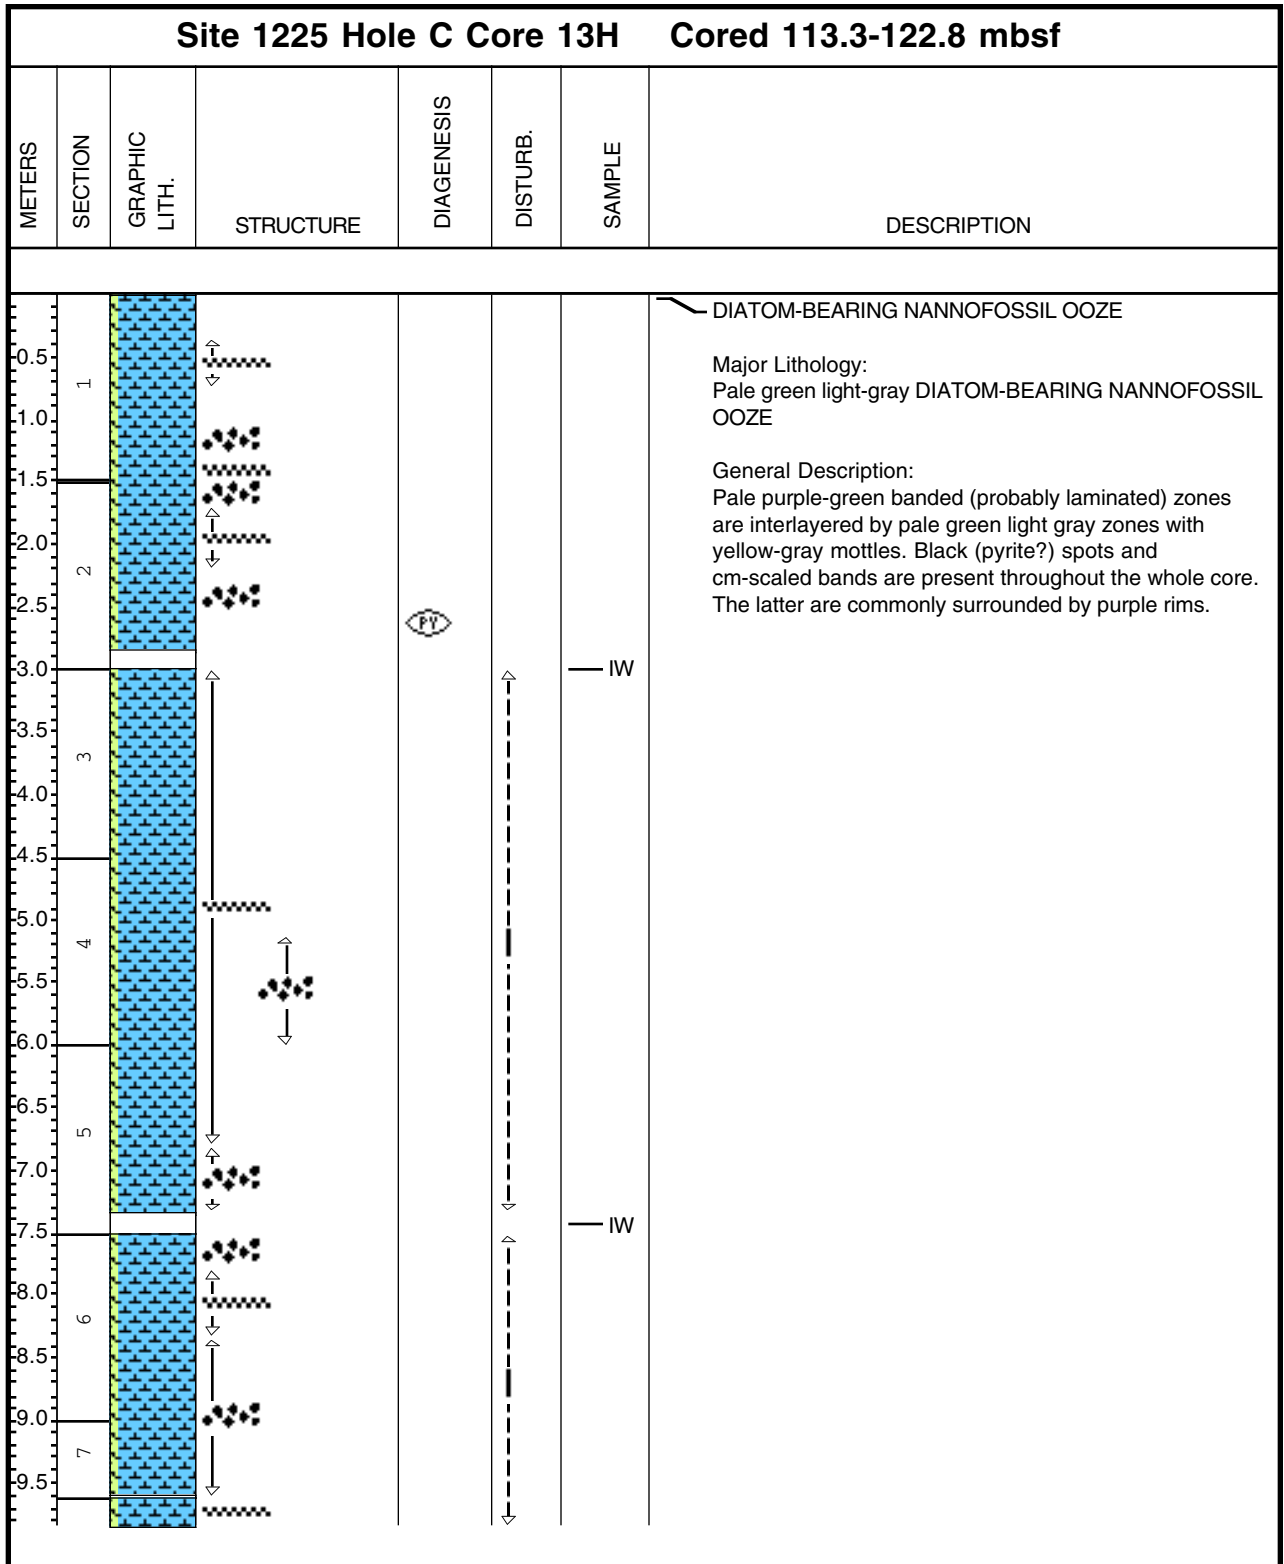 Site 1225 Hole C Core 13H Cored 113.3-122.8 mbsf
METERS
SECTION
GRAPHIC
LITH.
STRUCTURE
DIAGENESIS
DISTURB.
SAMPLE
DESCRIPTION
DIATOM-BEARING NANNOFOSSIL OOZE
Major Lithology:
Pale green light-gray DIATOM-BEARING NANNOFOSSIL
OOZE
General Description:
Pale purple-green banded (probably laminated) zones
are interlayered by pale green light gray zones with
yellow-gray mottles. Black (pyrite?) spots and
cm-scaled bands are present throughout the whole core.
The latter are commonly surrounded by purple rims.
0.5
1
1.0
1.5
2.0
2
2.5
PY
3.0
IW
3.5
3
4.0
4.5
5.0
4
5.5
6.0
6.5
5
7.0
7.5
IW
8.0
6
8.5
9.0
7
9.5